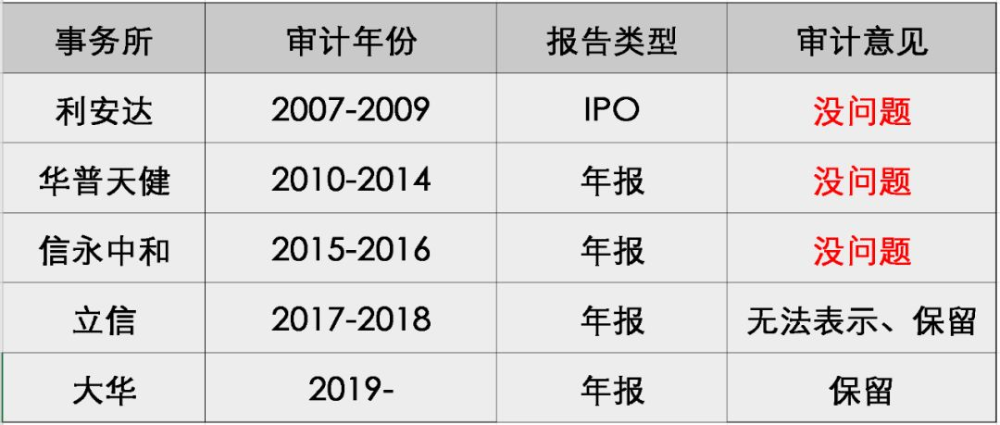 事务所 审计年份 报告类型 审计意见
利安达 2007-2009 IPO 没问题
华普天健 2010-2014 年报 没问题
信永中和 2015-2016 年报 没问题
立信 2017-2018 年报 无法表示、保留
大华 2019- 年报 保留